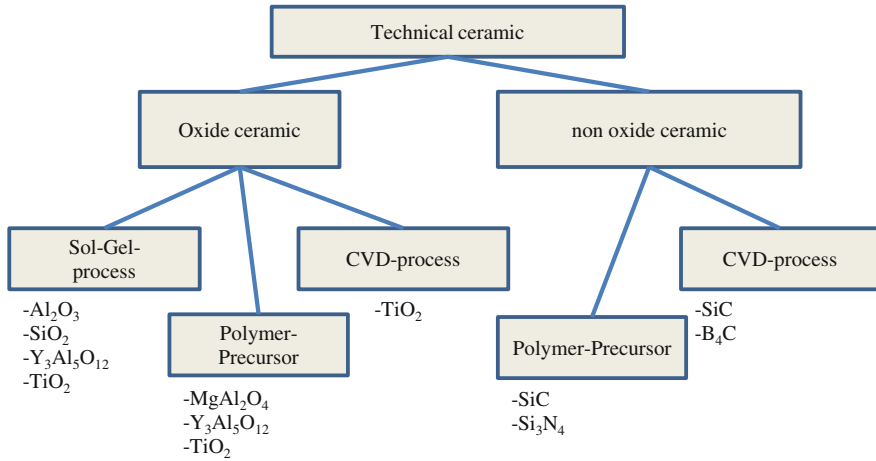 Technical ceramic
Oxide ceramic
non oxide ceramic
Sol-Gel-
process
-Al₂O₃
-SiO₂
-Y₃Al₅O₁₂
-TiO₂
Polymer-
Precursor
-MgAl₂O₄
-Y₃Al₅O₁₂
-TiO₂
CVD-process
-TiO₂
Polymer-Precursor
-SiC
-Si₃N₄
CVD-process
-SiC
-B₄C